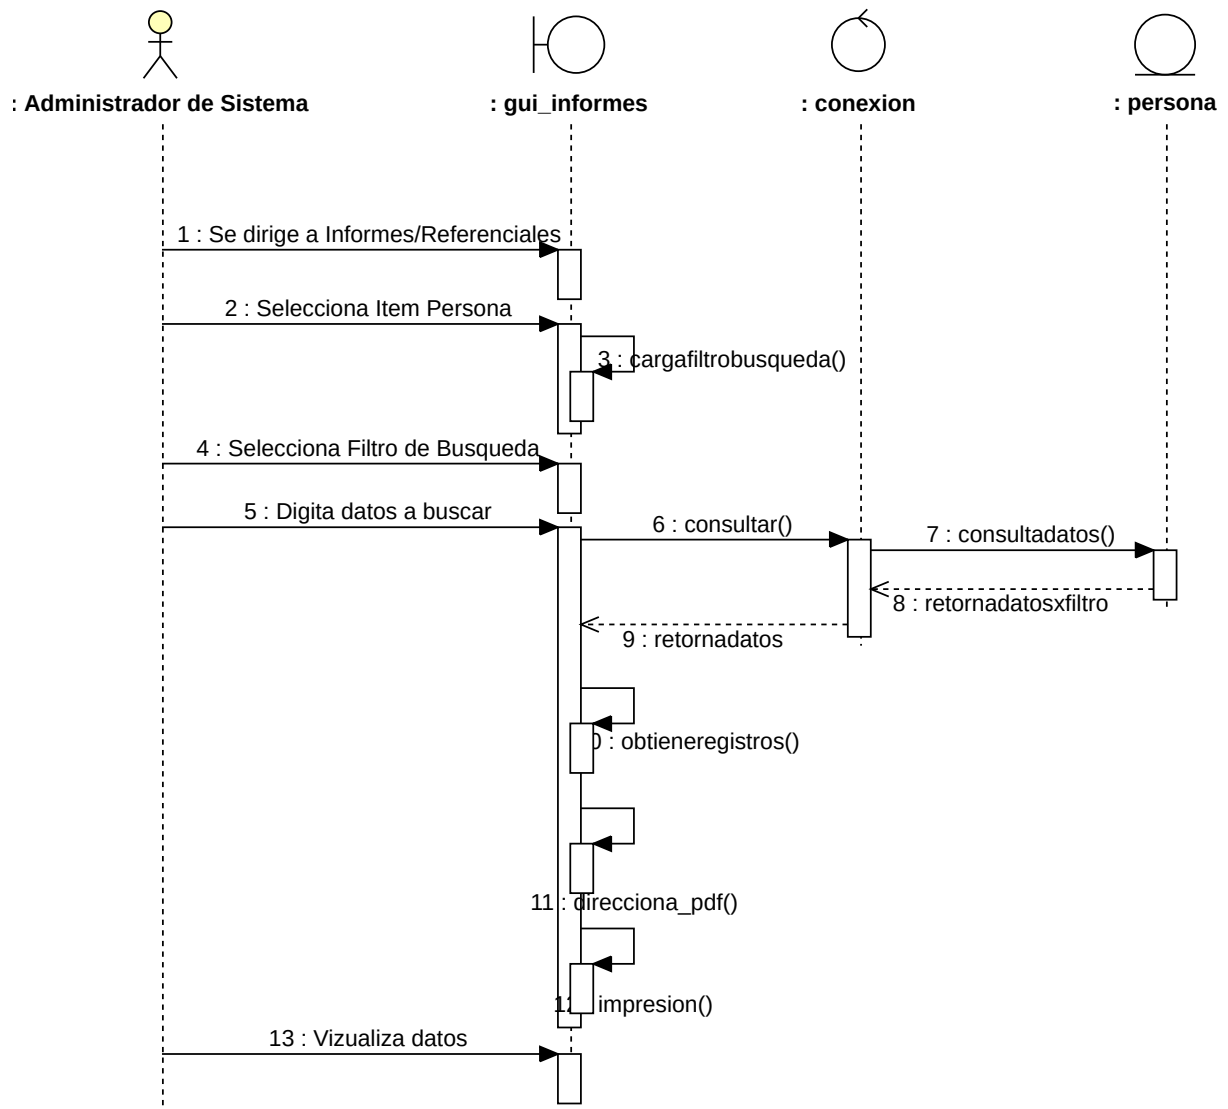 : Administrador de Sistema
: gui_informes
: conexion
: persona
1 : Se dirige a Informes/Referenciales
2 : Selecciona Item Persona
3 : cargafiltrobusqueda()
4 : Selecciona Filtro de Busqueda
5 : Digita datos a buscar
6 : consultar()
7 : consultadatos()
8 : retornadatosxfiltro
9 : retornadatos
0 : obtieneregistros()
11 : direcciona_pdf()
12 impresion()
13 : Vizualiza datos